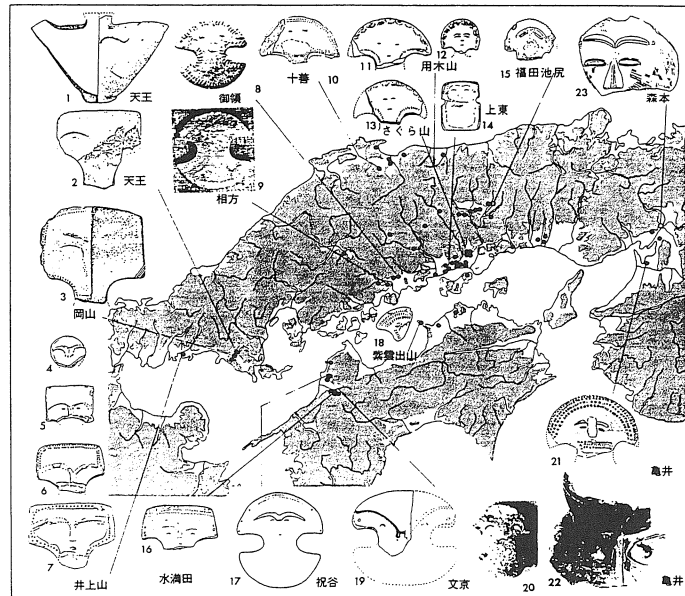 1 天王
御領 8
十善 10
11 用木山
12
15 福田池尻
23 森本
13 さくら山
上東 14
2 天王
相方 9
3 岡山
4
5
6
7 井上山
16 水満田
17 祝谷
18 紫雲出山
19 文京
20
21 亀井
22 亀井